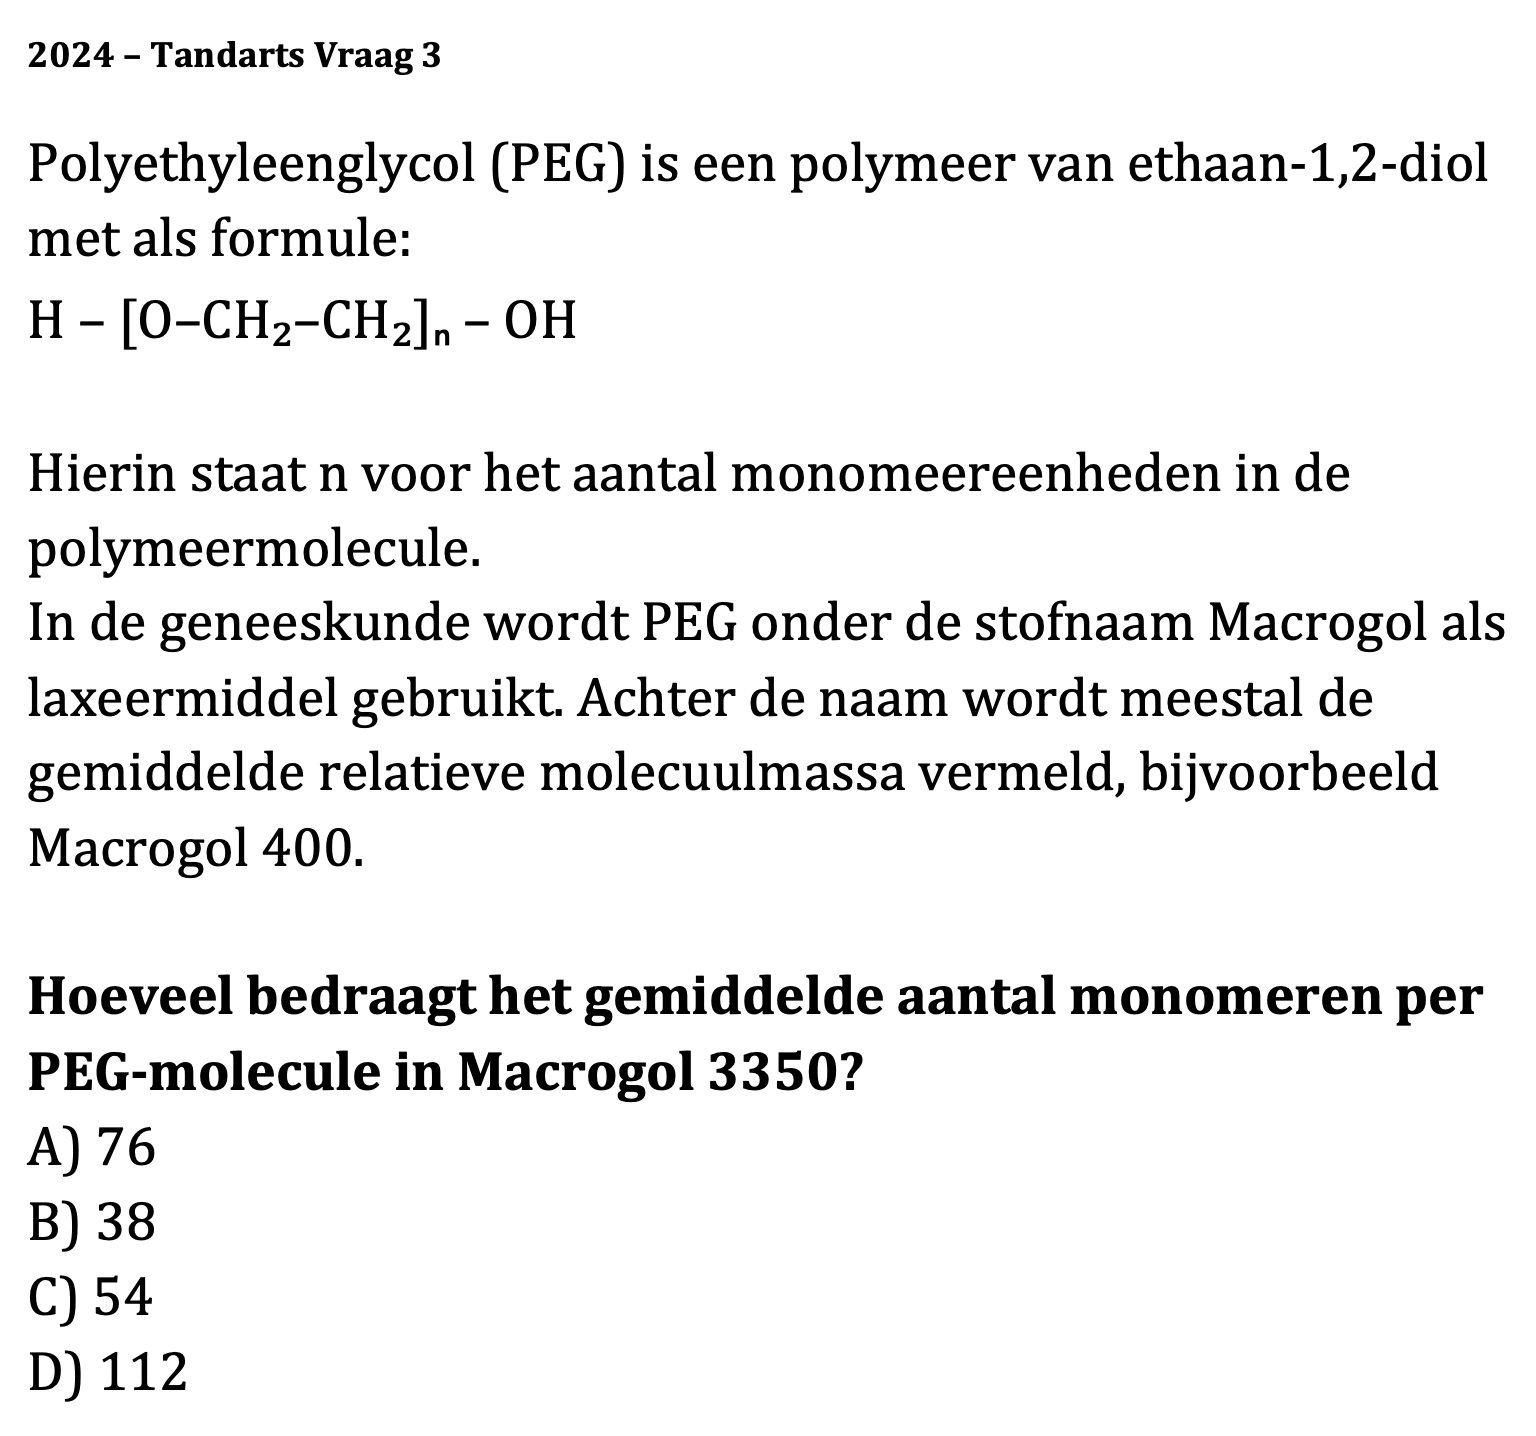 2024 – Tandarts Vraag 3
Polyethyleenglycol (PEG) is een polymeer van ethaan-1,2-diol
met als formule:
H – [O–CH₂–CH₂]ₙ – OH
Hierin staat n voor het aantal monomeereenheden in de
polymeermolecule.
In de geneeskunde wordt PEG onder de stofnaam Macrogol als
laxeermiddel gebruikt. Achter de naam wordt meestal de
gemiddelde relatieve molecuulmassa vermeld, bijvoorbeeld
Macrogol 400.
Hoeveel bedraagt het gemiddelde aantal monomeren per
PEG-molecule in Macrogol 3350?
A) 76
B) 38
C) 54
D) 112